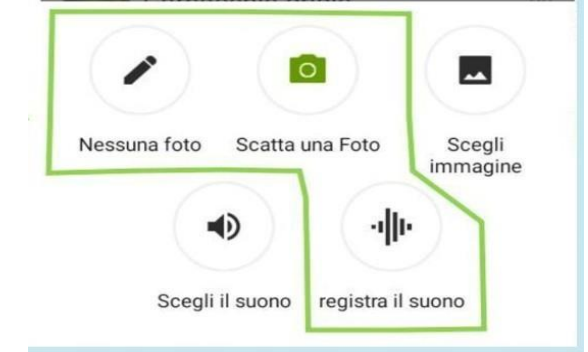 Nessuna foto
Scatta una Foto
Scegli
immagine
Scegli il suono
registra il suono